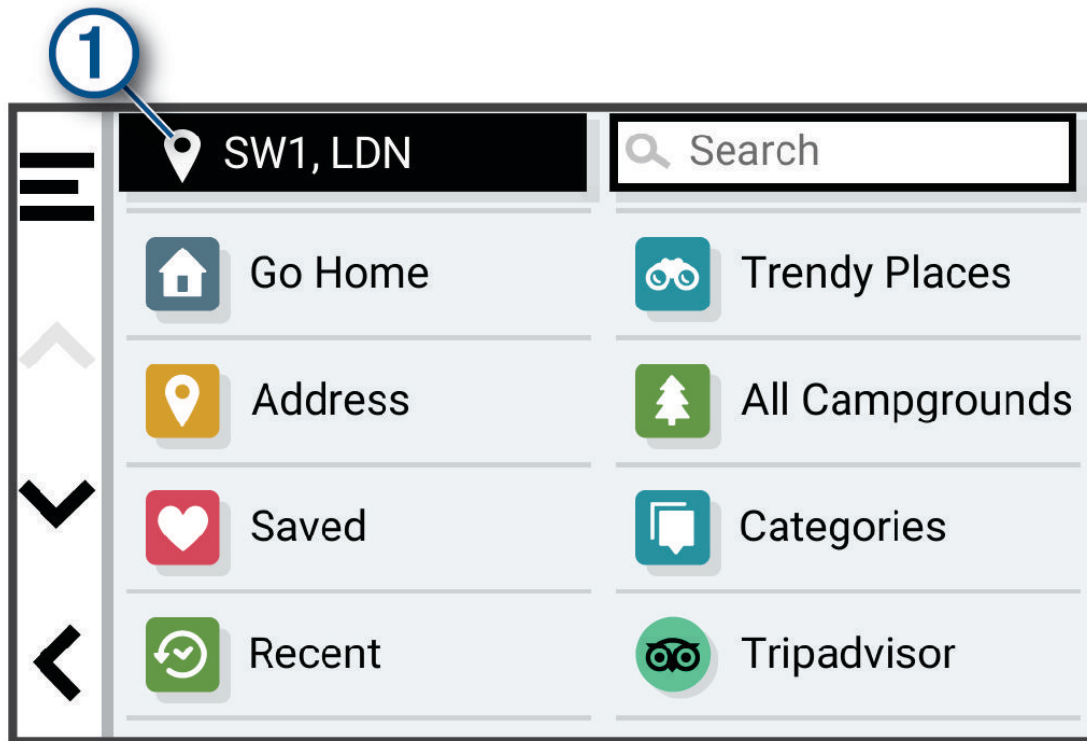 1
SW1, LDN
Search
Go Home
Trendy Places
Address
All Campgrounds
Saved
Categories
Recent
Tripadvisor